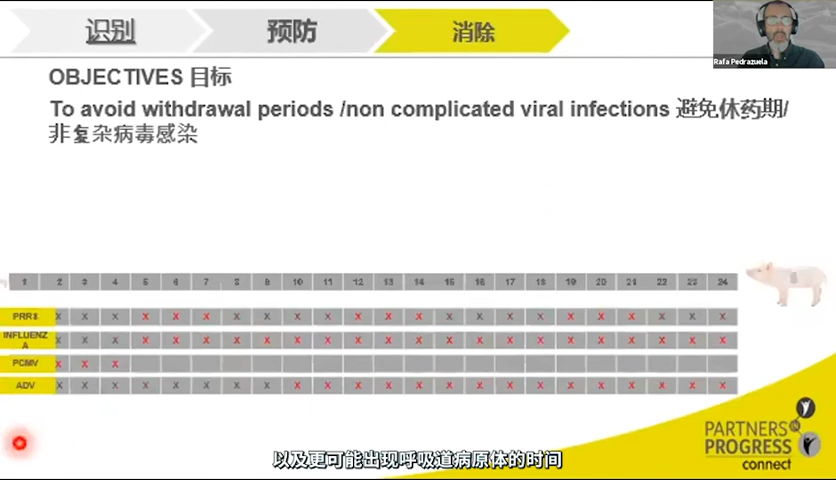 识别 预防 消除
Rafa Pedrazuela
OBJECTIVES 目标
To avoid withdrawal periods /non complicated viral infections 避免休药期/
非复杂病毒感染
1 2 3 4 5 6 7 8 9 10 11 12 13 14 15 16 17 18 19 20 21 22 23 24
PRRS x x x x x x x x x x x x x x x x x x x x x x x
INFLUENZ
A x x x x x x x x x x x x x x x x x x x x x x x
PCMV x x x
ADV x x x x x x x x x x x x x x x x x x x x x x x
PARTNERS IN
PROGRESS
connect
以及更可能出现呼吸道病原体的时间